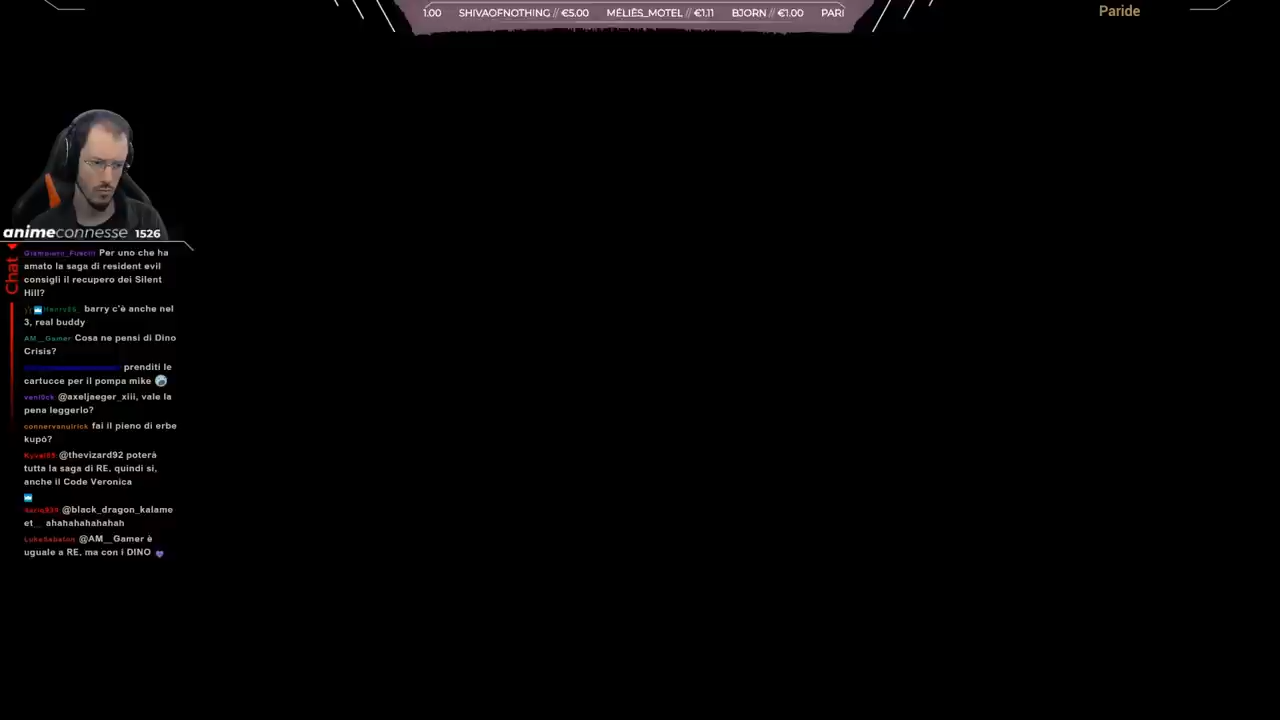 1.00 SHIVAOFNOTHING // €5.00 MÉLIÈS_MOTEL // €1.11 BJORN // €1.00 PARI
Paride
animeconnesse 1526
Chat
Per uno che ha
amato la saga di resident evil
consigli il recupero dei Silent
Hill?
barry c'è anche nel
3, real buddy
AM__Gamer Cosa ne pensi di Dino
Crisis?
prenditi le
cartucce per il pompa mike
@axeljaeger_xiii, vale la
pena leggerlo?
connervanulrick fai il pieno di erbe
kupò?
@thevizard92 poterà
tutta la saga di RE, quindi si,
anche il Code Veronica
@black_dragon_kalame
et__ ahahahahahahah
@AM__Gamer è
uguale a RE, ma con i DINO